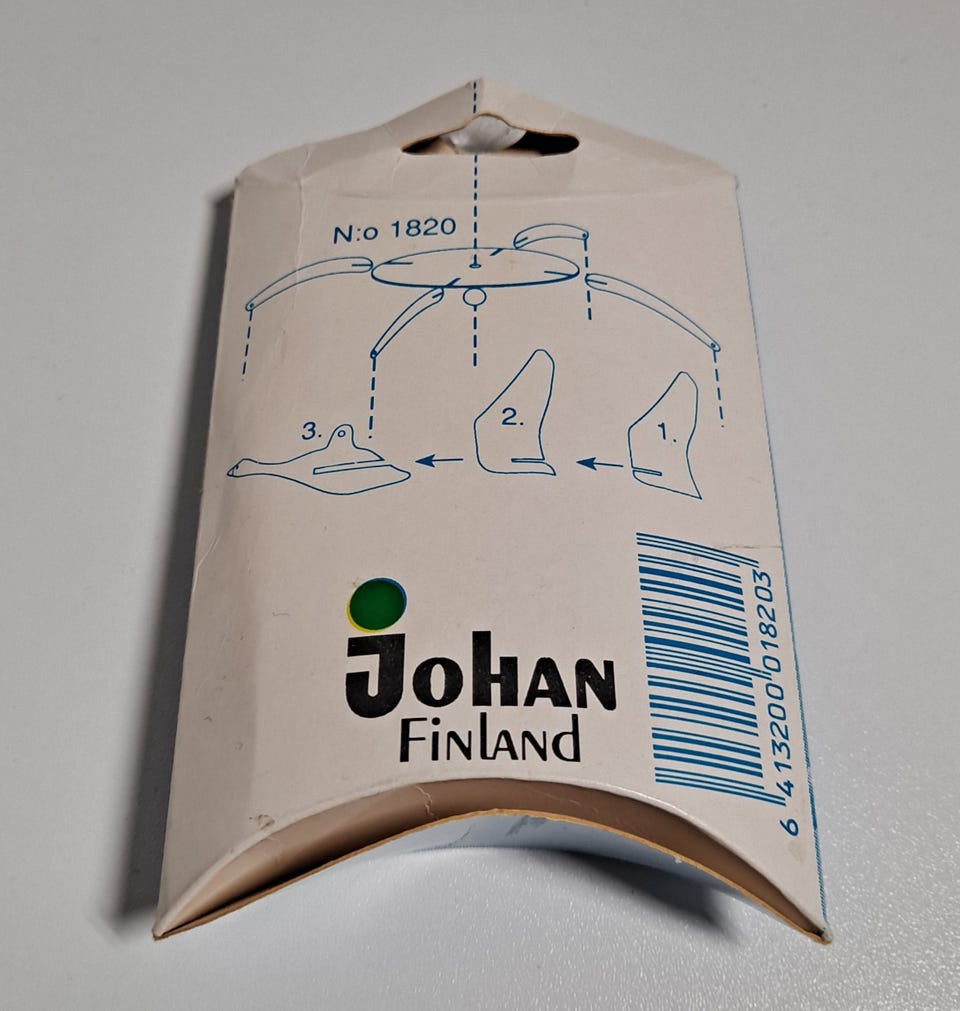 N:o 1820
3.
2.
1.
JOHAN
FINLAND
6 413200 018203